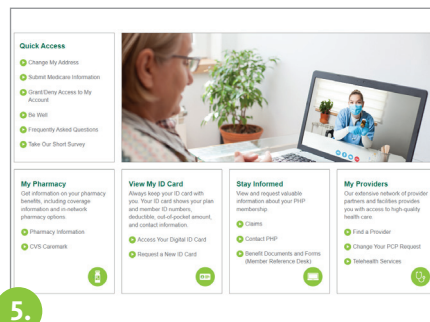 Quick Access
Change My Address
Submit Medicare Information
Grant/Deny Access to My
Account
Be Well
Frequently Asked Questions
Take Our Short Survey
My Pharmacy
Get information on your pharmacy
benefits, including coverage
information and in-network
pharmacy options.
Pharmacy Information
CVS Caremark
View My ID Card
Always keep your ID card with
you. Your ID card shows your plan
and member ID numbers,
deductible, out-of-pocket amount,
and contact information.
Access Your Digital ID Card
Request a New ID Card
Stay Informed
View and request valuable
information about your PHP
membership.
Claims
Contact PHP
Benefit Documents and Forms
(Member Reference Desk)
My Providers
Our extensive network of provider
partners and facilities provides
you with access to high-quality
health care.
Find a Provider
Change Your PCP Request
Telehealth Services
5.